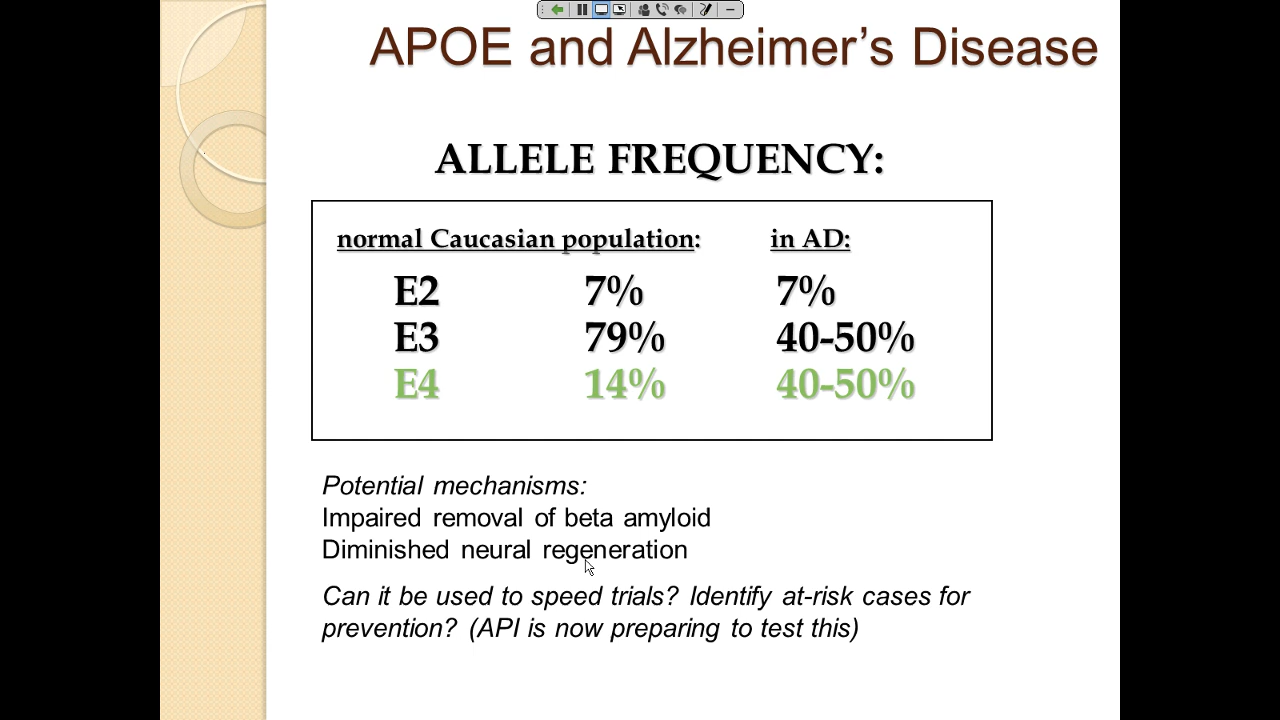 APOE and Alzheimer’s Disease
ALLELE FREQUENCY:
normal Caucasian population: in AD:
E2 7% 7%
E3 79% 40-50%
E4 14% 40-50%
Potential mechanisms:
Impaired removal of beta amyloid
Diminished neural regeneration
Can it be used to speed trials? Identify at-risk cases for
prevention? (API is now preparing to test this)